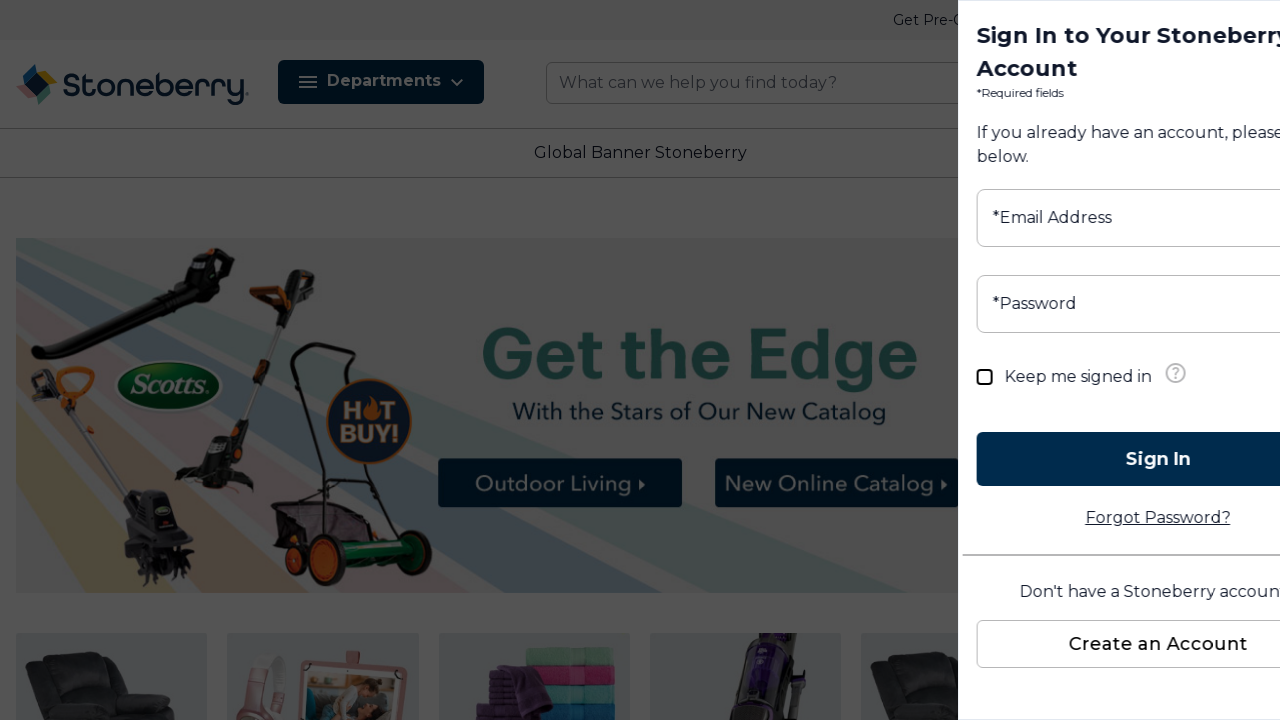 Get Pre-
Stoneberry
Departments
What can we help you find today?
Global Banner Stoneberry
Scotts
HOT
BUY!
Get the Edge
With the Stars of Our New Catalog
Outdoor Living
New Online Catalog
Sign In to Your Stoneberry
Account
*Required fields
If you already have an account, please
below.
*Email Address
*Password
Keep me signed in
Sign In
Forgot Password?
Don't have a Stoneberry accoun
Create an Account